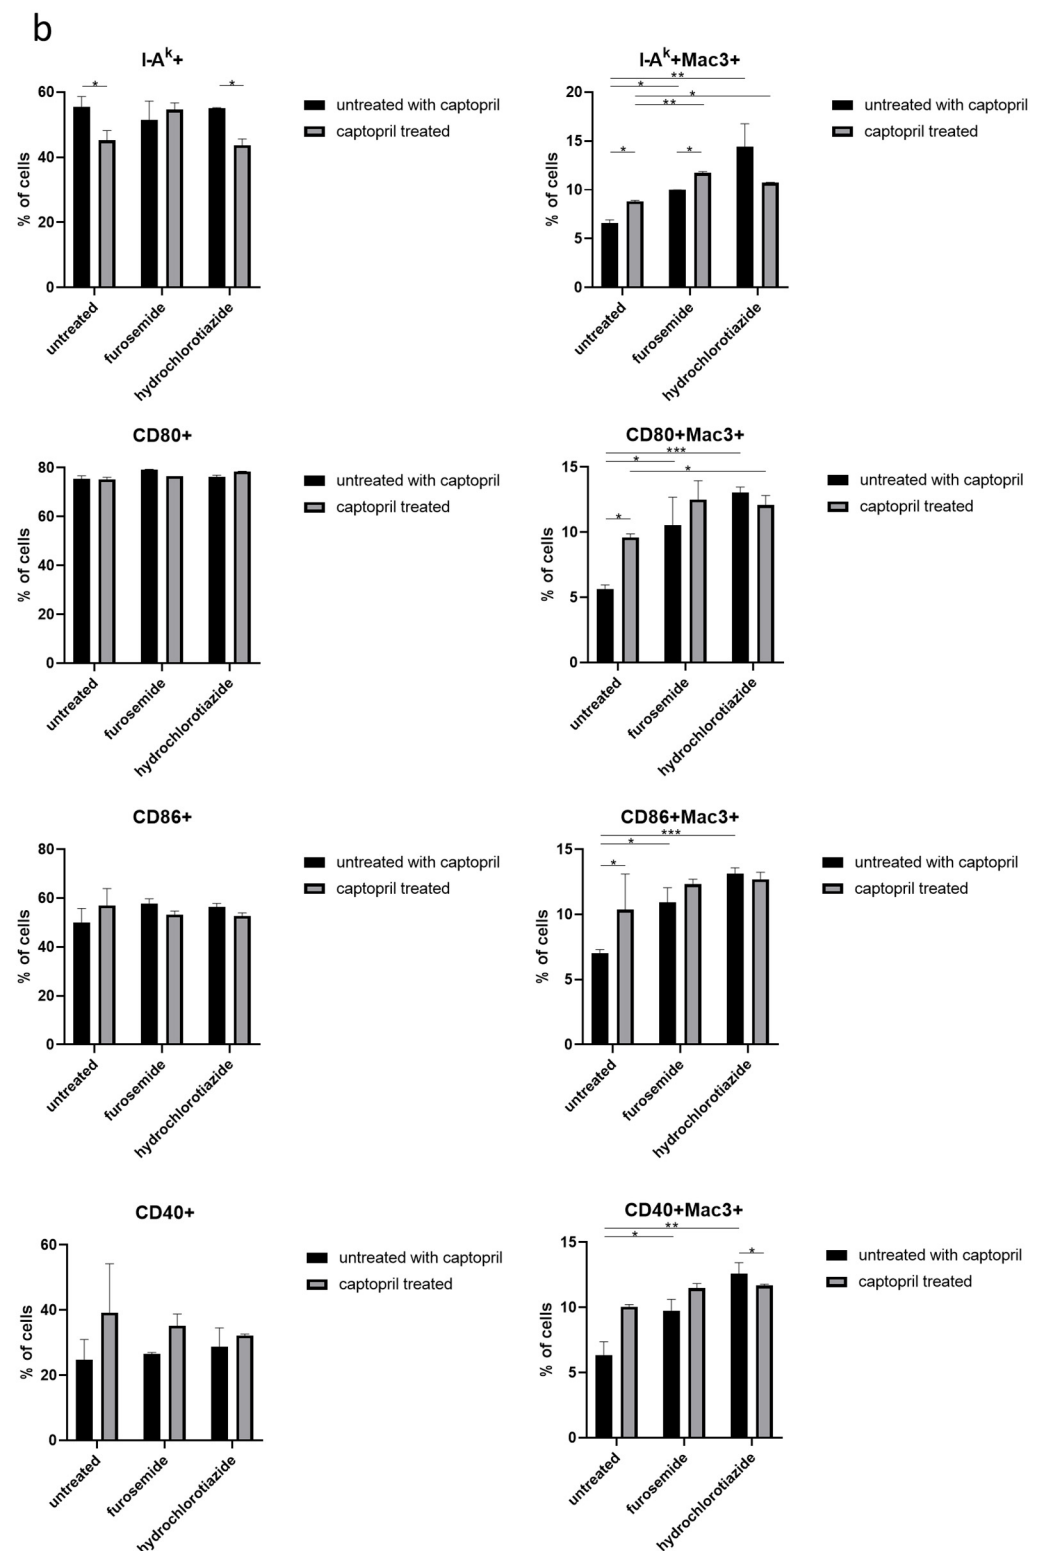 b
I-Aᵏ+
*
*
60
40
20
0
% of cells
untreated
furosemide
hydrochlorotiazide
untreated with captopril
captopril treated
I-Aᵏ+Mac3+
**
*
*
**
*
*
20
15
10
5
0
% of cells
untreated
furosemide
hydrochlorotiazide
untreated with captopril
captopril treated
CD80+
80
60
40
20
0
% of cells
untreated
furosemide
hydrochlorotiazide
untreated with captopril
captopril treated
CD80+Mac3+
***
*
*
*
15
10
5
0
% of cells
untreated
furosemide
hydrochlorotiazide
untreated with captopril
captopril treated
CD86+
80
60
40
20
0
% of cells
untreated
furosemide
hydrochlorotiazide
untreated with captopril
captopril treated
CD86+Mac3+
***
*
*
15
10
5
0
% of cells
untreated
furosemide
hydrochlorotiazide
untreated with captopril
captopril treated
CD40+
60
40
20
0
% of cells
untreated
furosemide
hydrochlorotiazide
untreated with captopril
captopril treated
CD40+Mac3+
**
*
*
15
10
5
0
% of cells
untreated
furosemide
hydrochlorotiazide
untreated with captopril
captopril treated